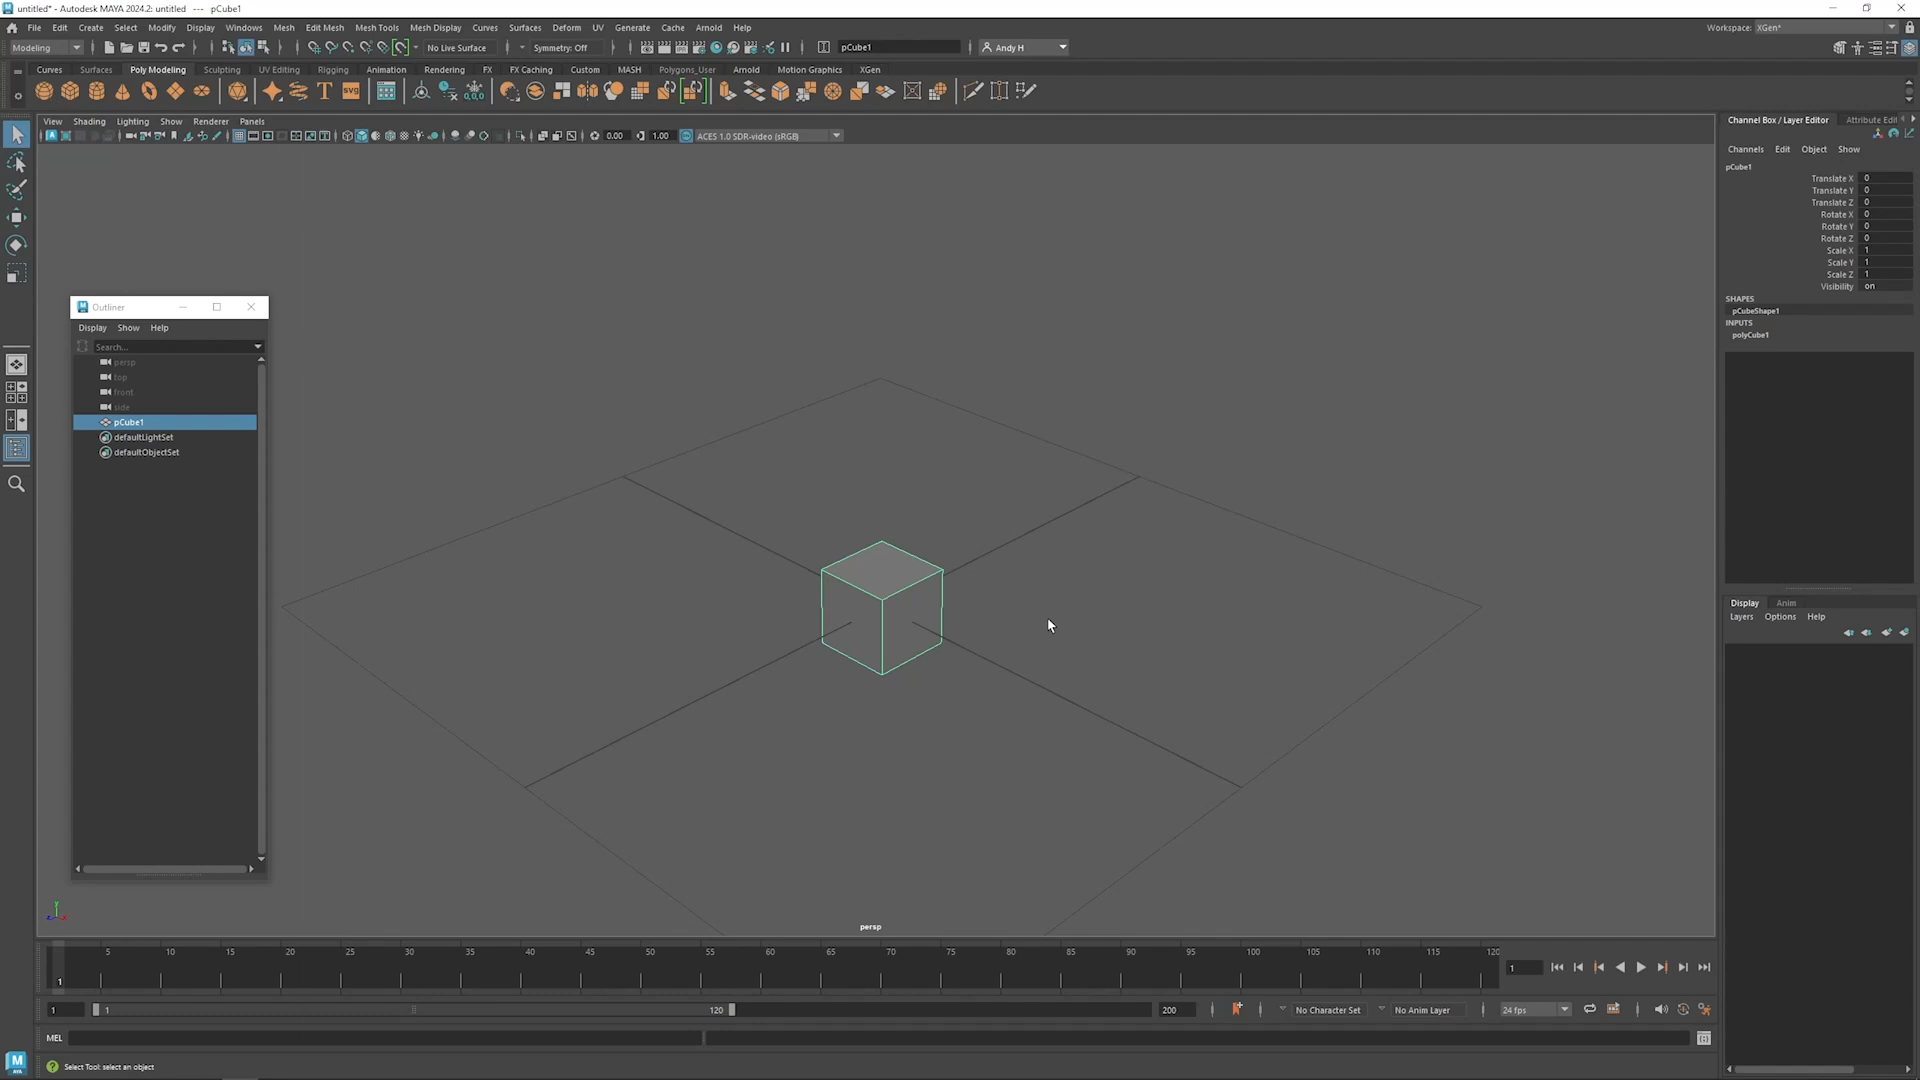 untitled* - Autodesk MAYA 2024.2: untitled --- pCube1
File Edit Create Select Modify Display Windows Mesh Edit Mesh Mesh Tools Mesh Display Curves Surfaces Deform UV Generate Cache Arnold Help
Workspace: XGen*
Modeling
No Live Surface
Symmetry: Off
pCube1
Andy H
Curves Surfaces Poly Modeling Sculpting UV Editing Rigging Animation Rendering FX FX Caching Custom MASH Polygons_User Arnold Motion Graphics XGen
SVG
0,0,0
View Shading Lighting Show Renderer Panels
0.00
1.00
ACES 1.0 SDR-video (sRGB)
Channel Box / Layer Editor
Attribute Edit
Channels Edit Object Show
pCube1
Translate X 0
Translate Y 0
Translate Z 0
Rotate X 0
Rotate Y 0
Rotate Z 0
Scale X 1
Scale Y 1
Scale Z 1
Visibility on
SHAPES
pCubeShape1
INPUTS
polyCube1
Outliner
Display Show Help
Search...
persp
top
front
side
pCube1
defaultLightSet
defaultObjectSet
Display Anim
Layers Options Help
persp
5 10 15 20 25 30 35 40 45 50 55 60 65 70 75 80 85 90 95 100 105 110 115 120
1
1
1
1
120
200
No Character Set
No Anim Layer
24 fps
MEL
Select Tool: select an object